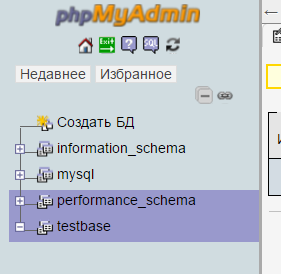 phpMyAdmin
Недавнее Избранное
Создать БД
information_schema
mysql
performance_schema
testbase